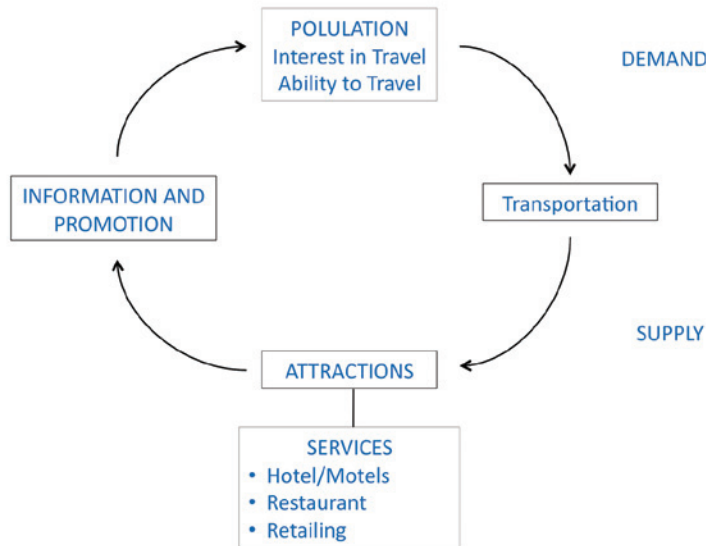 POLULATION
Interest in Travel
Ability to Travel
DEMAND
INFORMATION AND
PROMOTION
Transportation
SUPPLY
ATTRACTIONS
SERVICES
• Hotel/Motels
• Restaurant
• Retailing